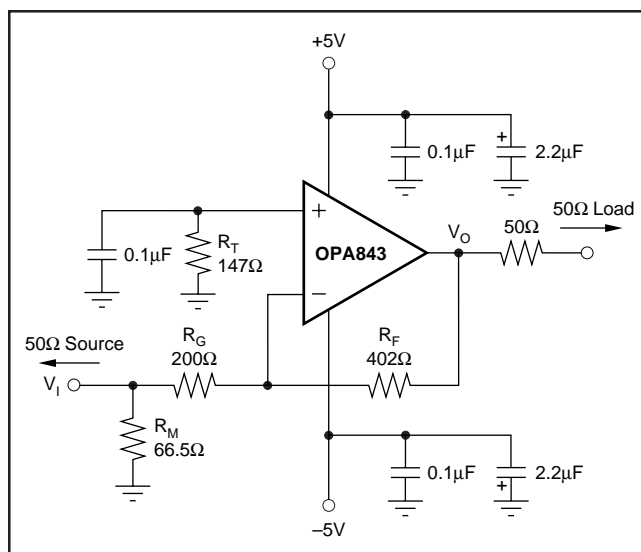 +5V
0.1µF
+
2.2µF
50Ω Load
50Ω
V_O
+
OPA843
–
0.1µF
R_T
147Ω
50Ω Source
V_I
R_G
200Ω
R_F
402Ω
R_M
66.5Ω
0.1µF
+
2.2µF
–5V